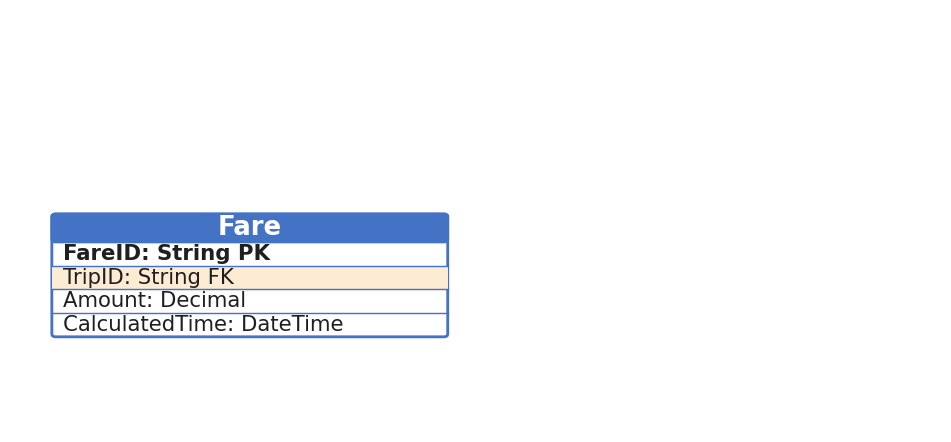 Fare
FareID: String PK
TripID: String FK
Amount: Decimal
CalculatedTime: DateTime